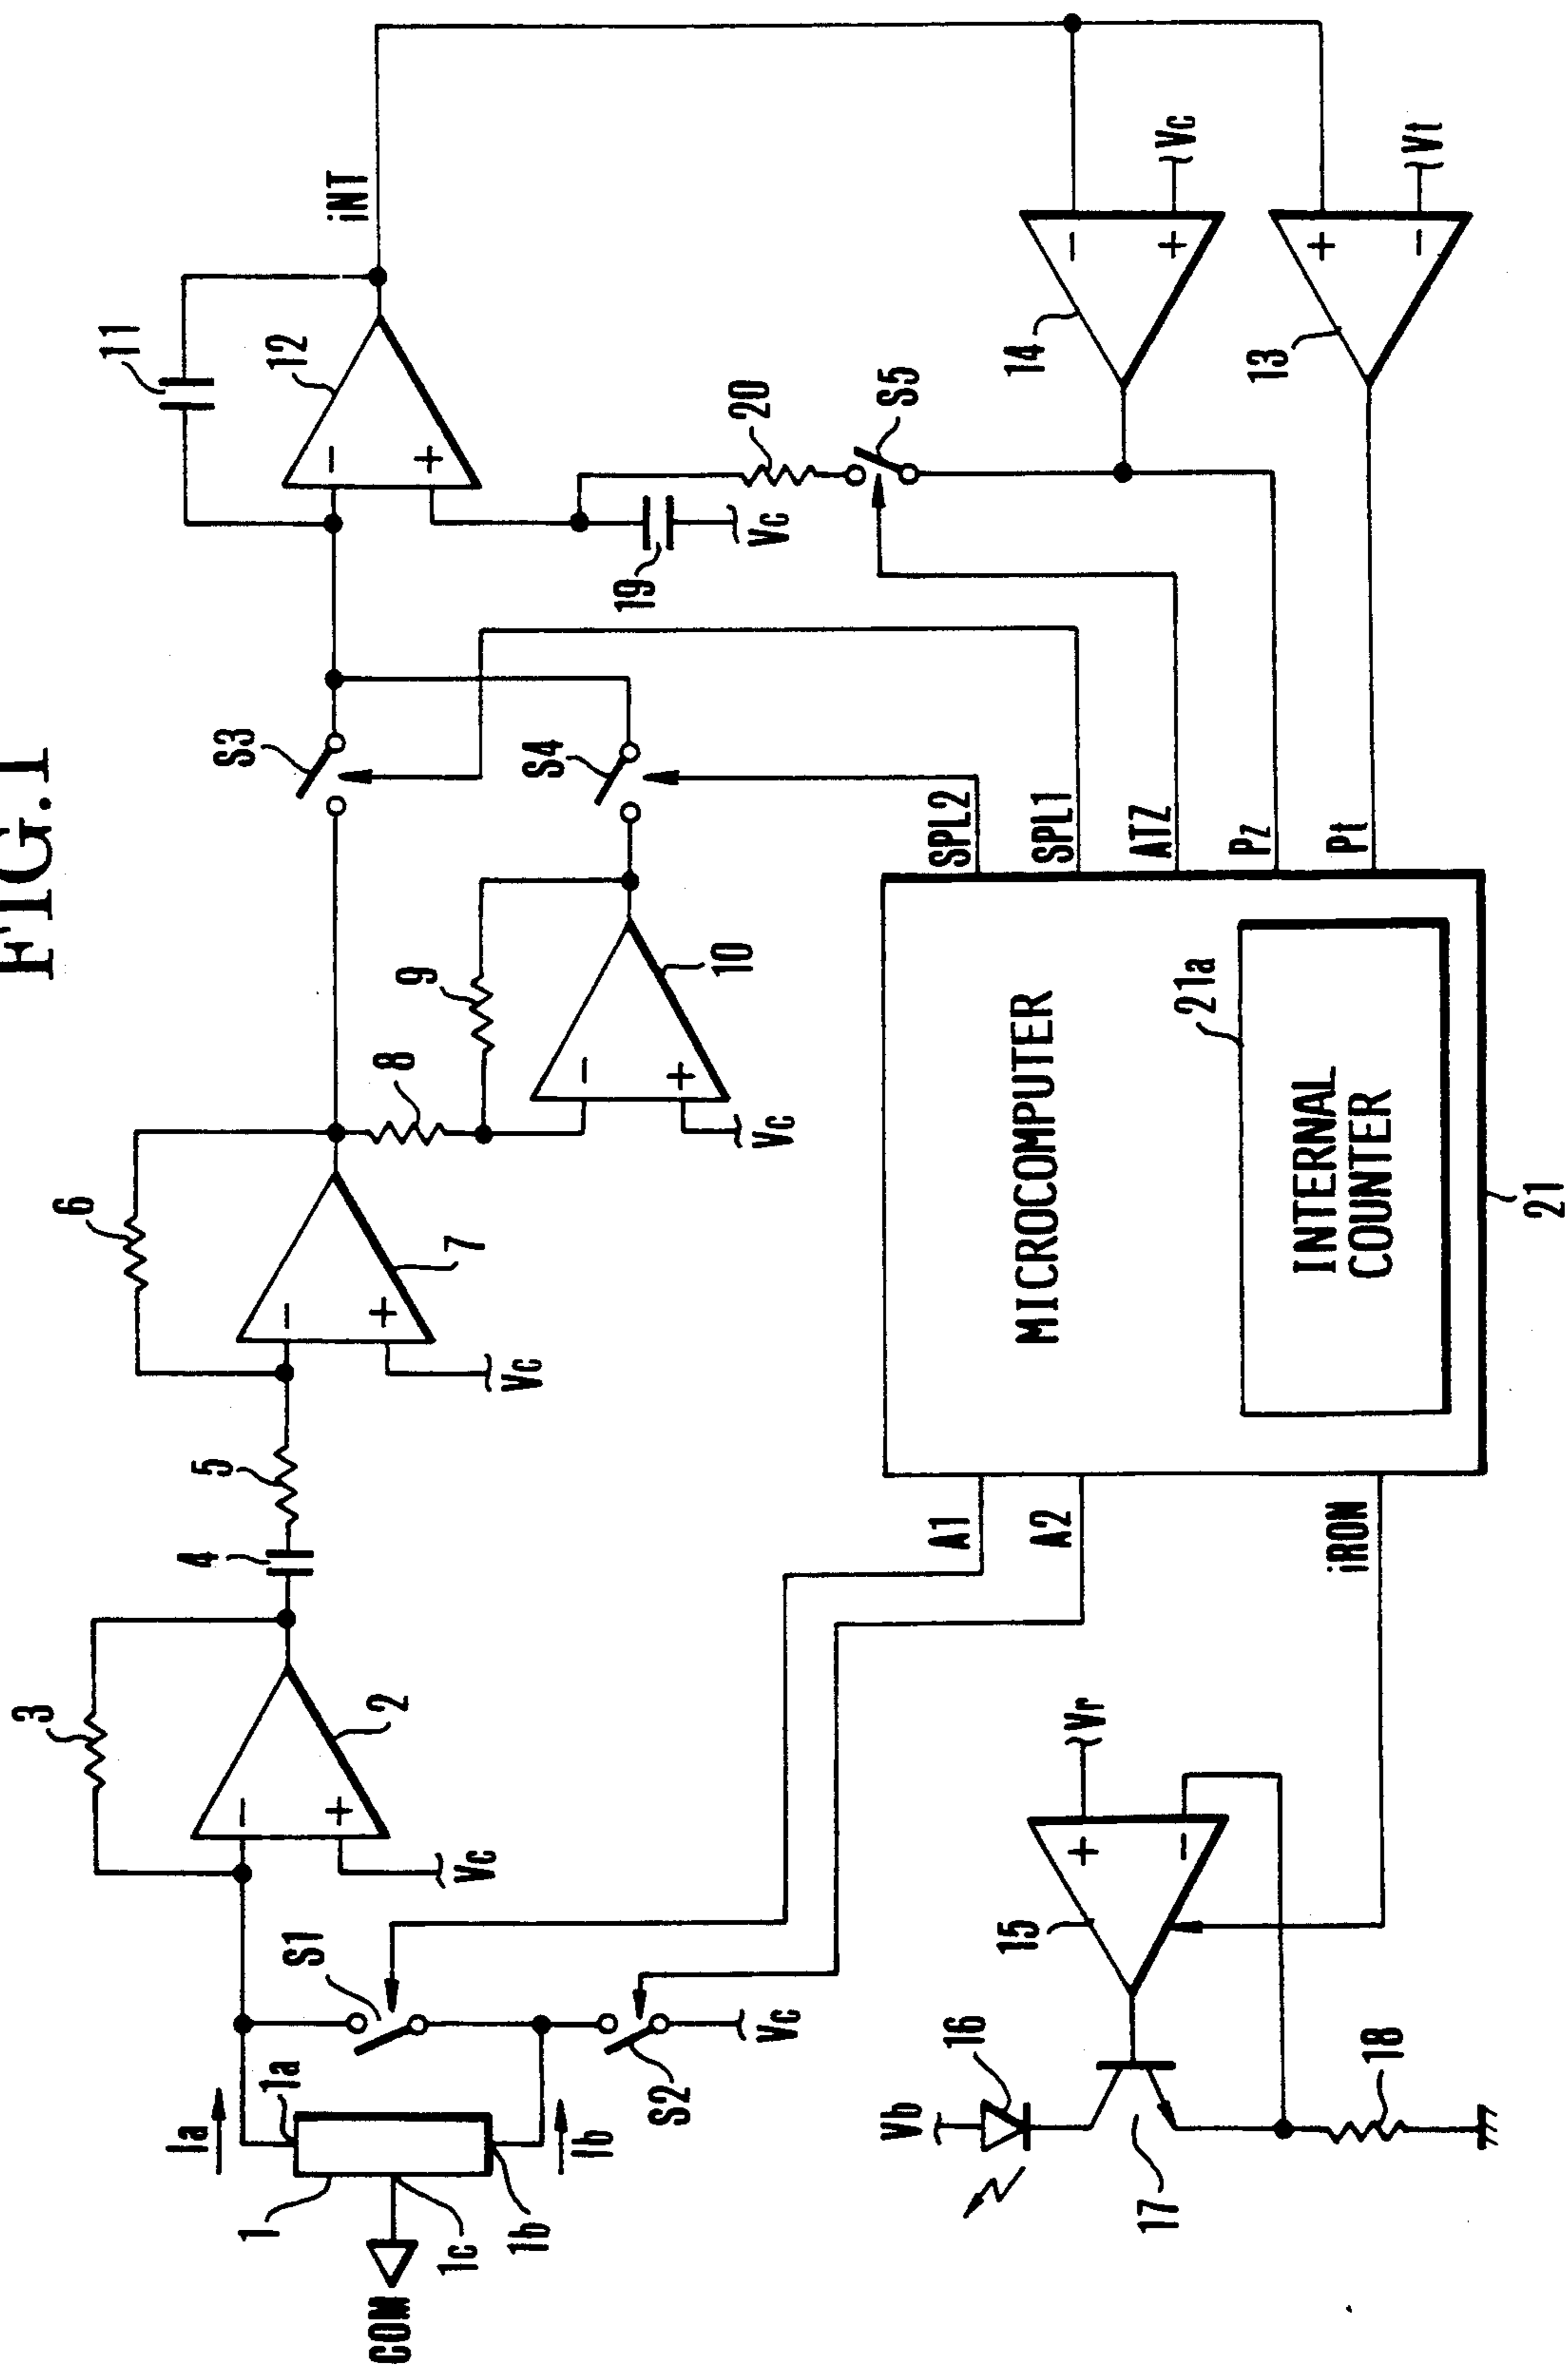 FIG.1
3
6
11
2
4
5
7
12
iNT
Vc
Vc
S3
8
9
10
Vc
S4
19
Vc
20
S5
14
Vc
13
Vt
Ia
1a
S1
1
COM
1c
1b
Ib
S2
Vc
A1
A2
iRON
SPL2
SPL1
ATZ
Pz
Pt
MICROCOMPUTER
21a
INTERNAL
COUNTER
21
Vb
16
17
15
Vr
18
+
−
+
−
+
−
+
−
+
−
+
−
+
−